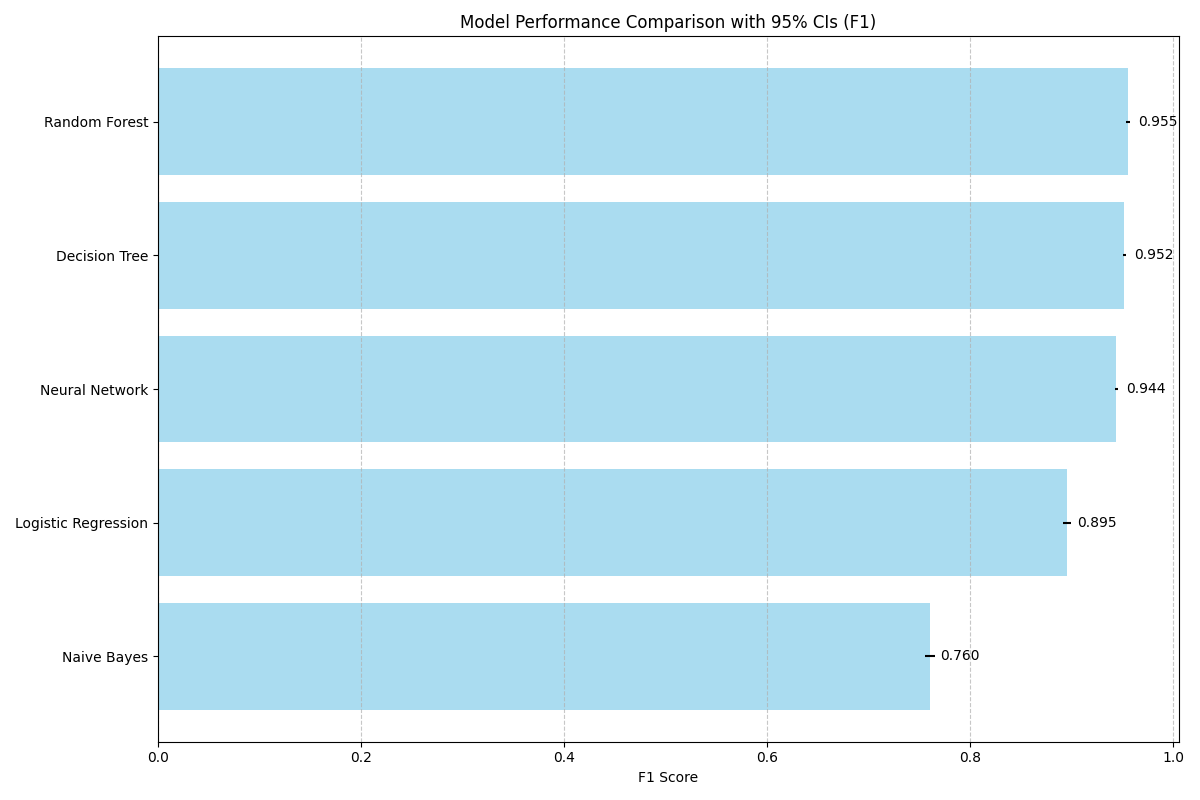 Model Performance Comparison with 95% CIs (F1)
Random Forest
0.955
Decision Tree
0.952
Neural Network
0.944
Logistic Regression
0.895
Naive Bayes
0.760
0.0
0.2
0.4
0.6
0.8
1.0
F1 Score